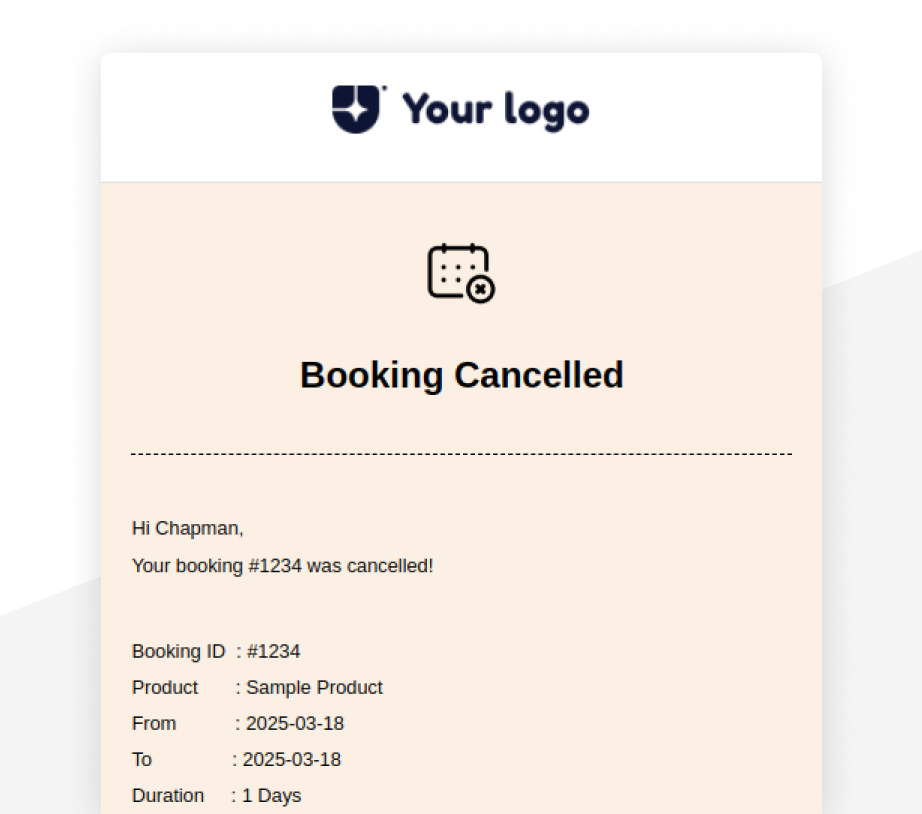 Your logo
Booking Cancelled
Hi Chapman,
Your booking #1234 was cancelled!
Booking ID : #1234
Product : Sample Product
From : 2025-03-18
To : 2025-03-18
Duration : 1 Days